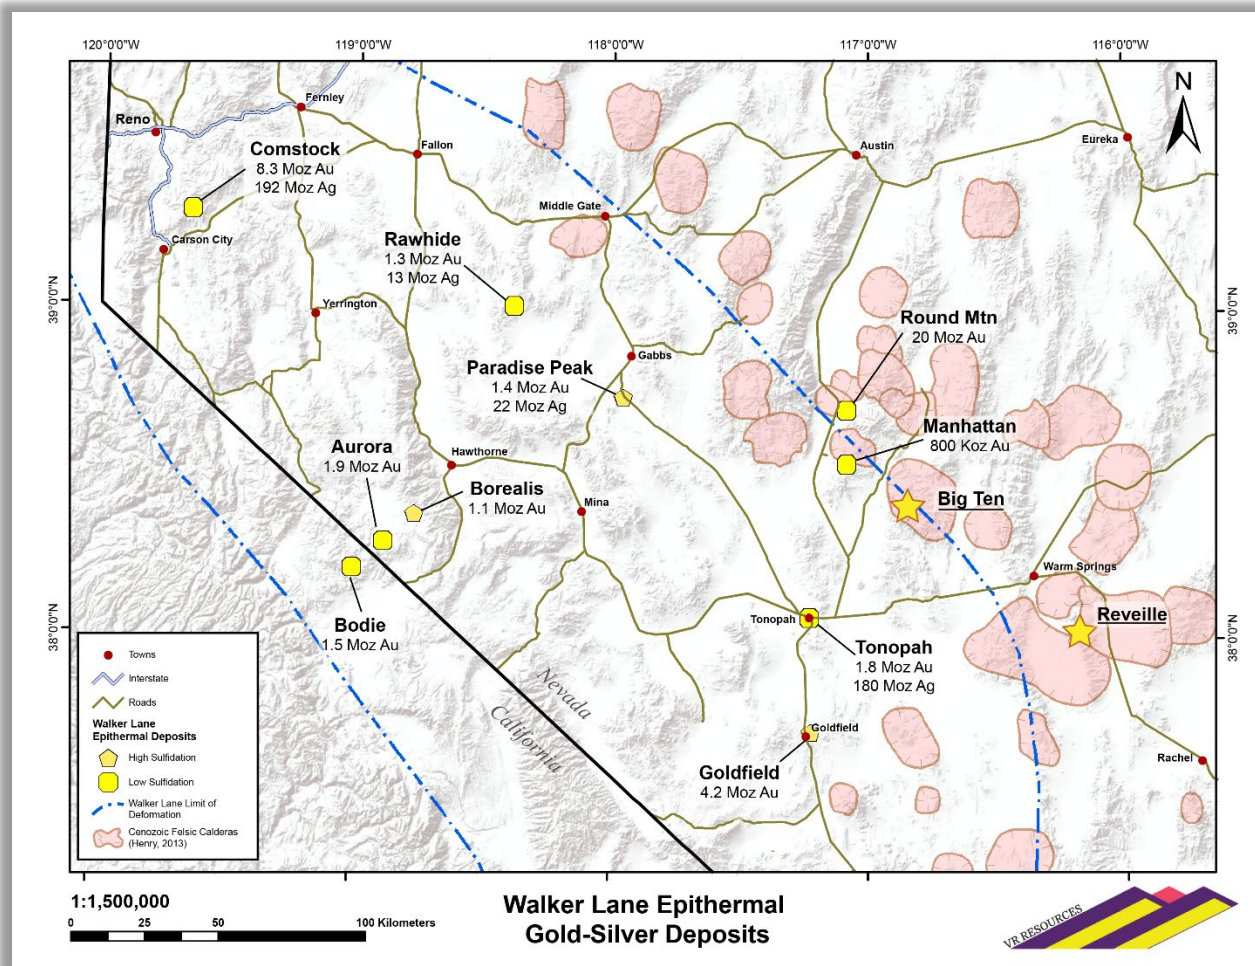 120°0'0"W
119°0'0"W
118°0'0"W
117°0'0"W
116°0'0"W
N
Reno
Fernley
Fallon
Austin
Eureka
Comstock
8.3 Moz Au
192 Moz Ag
Carson City
Middle Gate
Rawhide
1.3 Moz Au
13 Moz Ag
39°0'0"N
39°0'0"N
Yerrington
Round Mtn
20 Moz Au
Gabbs
Paradise Peak
1.4 Moz Au
22 Moz Ag
Manhattan
800 Koz Au
Aurora
1.9 Moz Au
Hawthorne
Borealis
1.1 Moz Au
Mina
Big Ten
Warm Springs
Bodie
1.5 Moz Au
Tonopah
Tonopah
1.8 Moz Au
180 Moz Ag
Reveille
38°0'0"N
38°0'0"N
Nevada
California
Goldfield
Goldfield
4.2 Moz Au
Rachel
Towns
Interstate
Roads
Walker Lane
Epithermal Deposits
High Sulfidation
Low Sulfidation
Walker Lane Limit of
Deformation
Cenozoic Felsic Calderas
(Henry, 2013)
1:1,500,000
0 25 50 100 Kilometers
Walker Lane Epithermal
Gold-Silver Deposits
VR RESOURCES